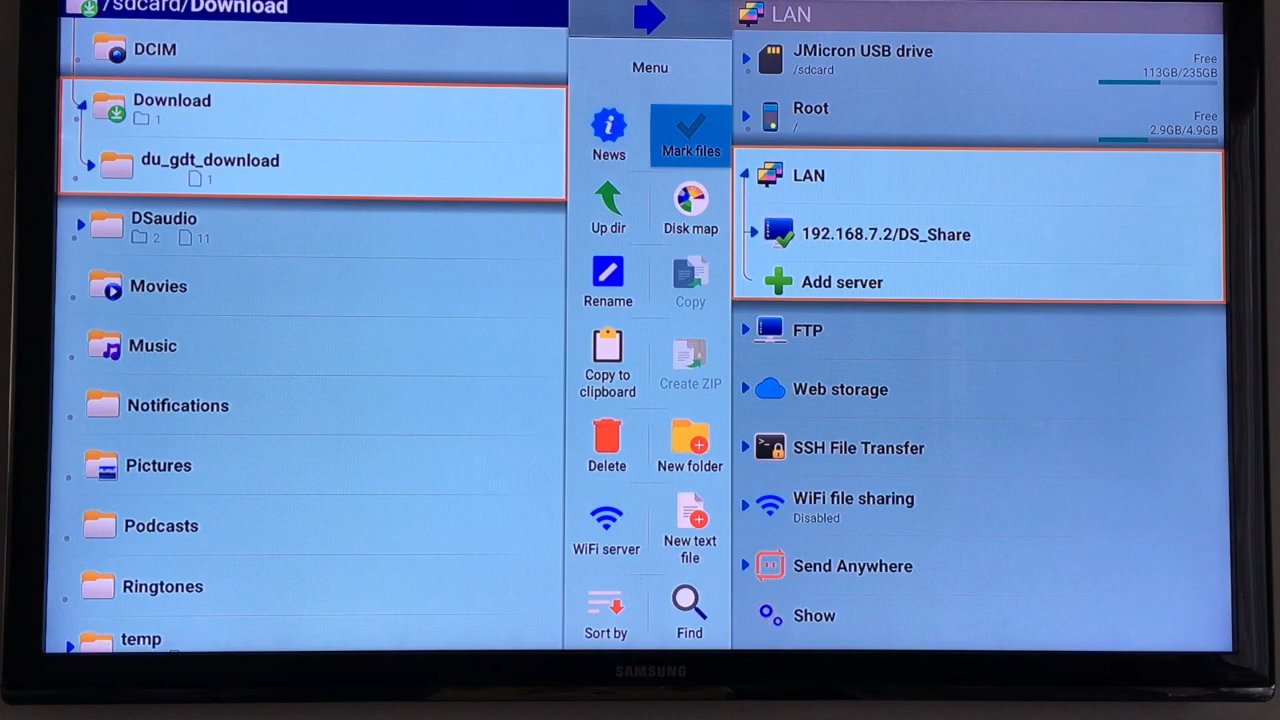 /sdcard/Download
DCIM
Download
1
du_gdt_download
1
DSaudio
2 11
Movies
Music
Notifications
Pictures
Podcasts
Ringtones
temp
Menu
News
Mark files
Up dir
Disk map
Rename
Copy
Copy to
clipboard
Create ZIP
Delete
New folder
WiFi server
New text
file
Sort by
Find
LAN
JMicron USB drive
/sdcard
Free
113GB/235GB
Root
/
Free
2.9GB/4.9GB
LAN
192.168.7.2/DS_Share
Add server
FTP
Web storage
SSH File Transfer
WiFi file sharing
Disabled
Send Anywhere
Show
SAMSUNG